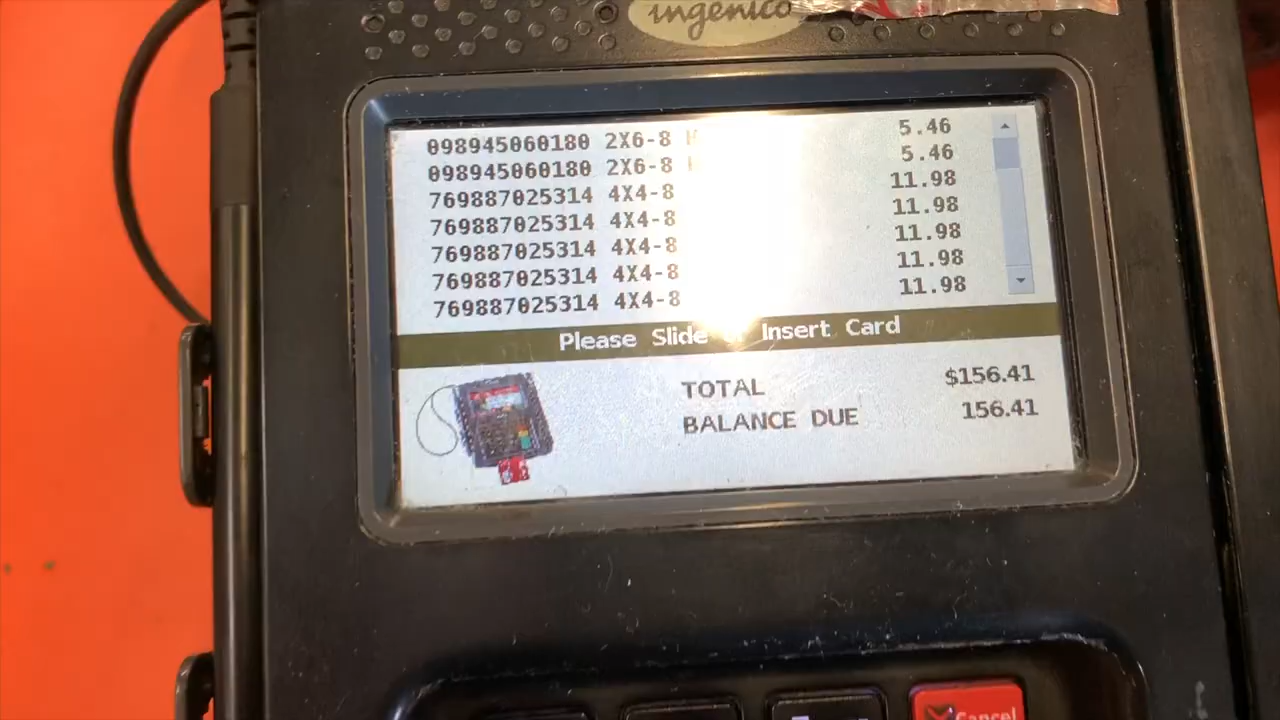 ingenico
098945060180 2X6-8 5.46
098945060180 2X6-8 5.46
769887025314 4X4-8 11.98
769887025314 4X4-8 11.98
769887025314 4X4-8 11.98
769887025314 4X4-8 11.98
769887025314 4X4-8 11.98
Please Slide Insert Card
TOTAL $156.41
BALANCE DUE 156.41
Cancel